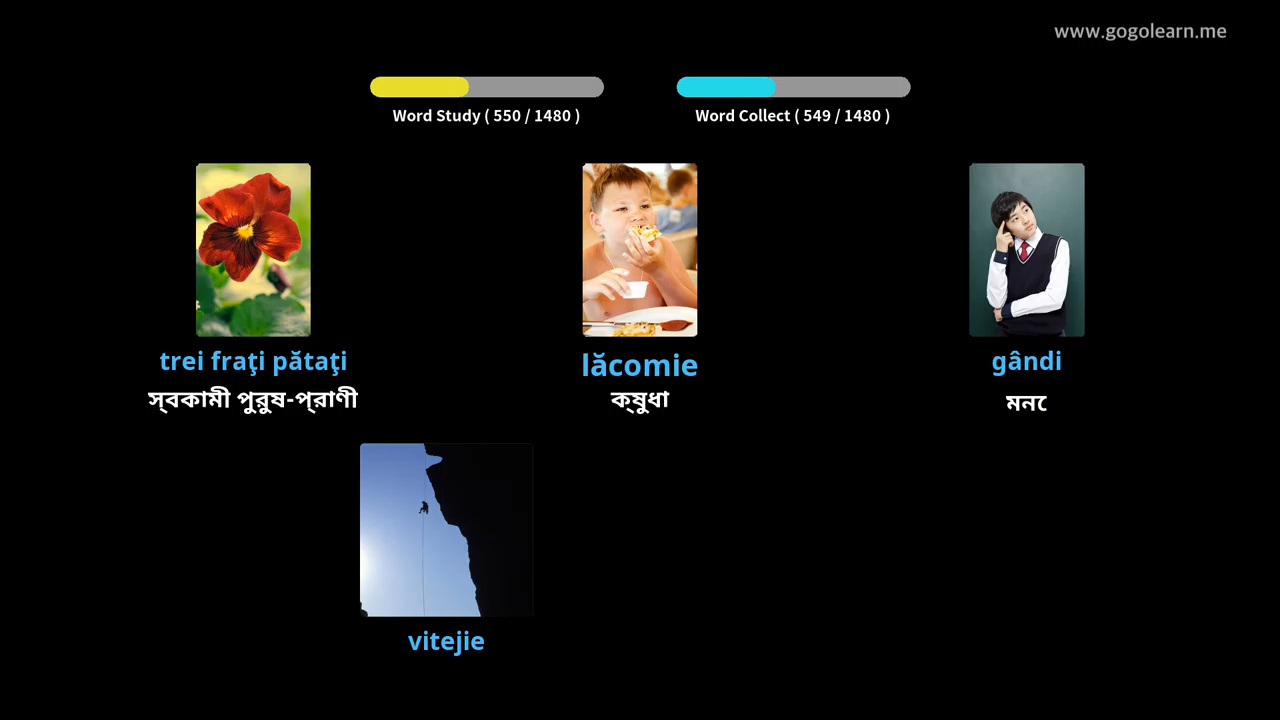 www.gogolearn.me
Word Study ( 550 / 1480 )
Word Collect ( 549 / 1480 )
trei fraţi pătaţi
স্বকামী পুরুষ-প্রাণী
lăcomie
ক্ষুধা
gândi
মনে
vitejie